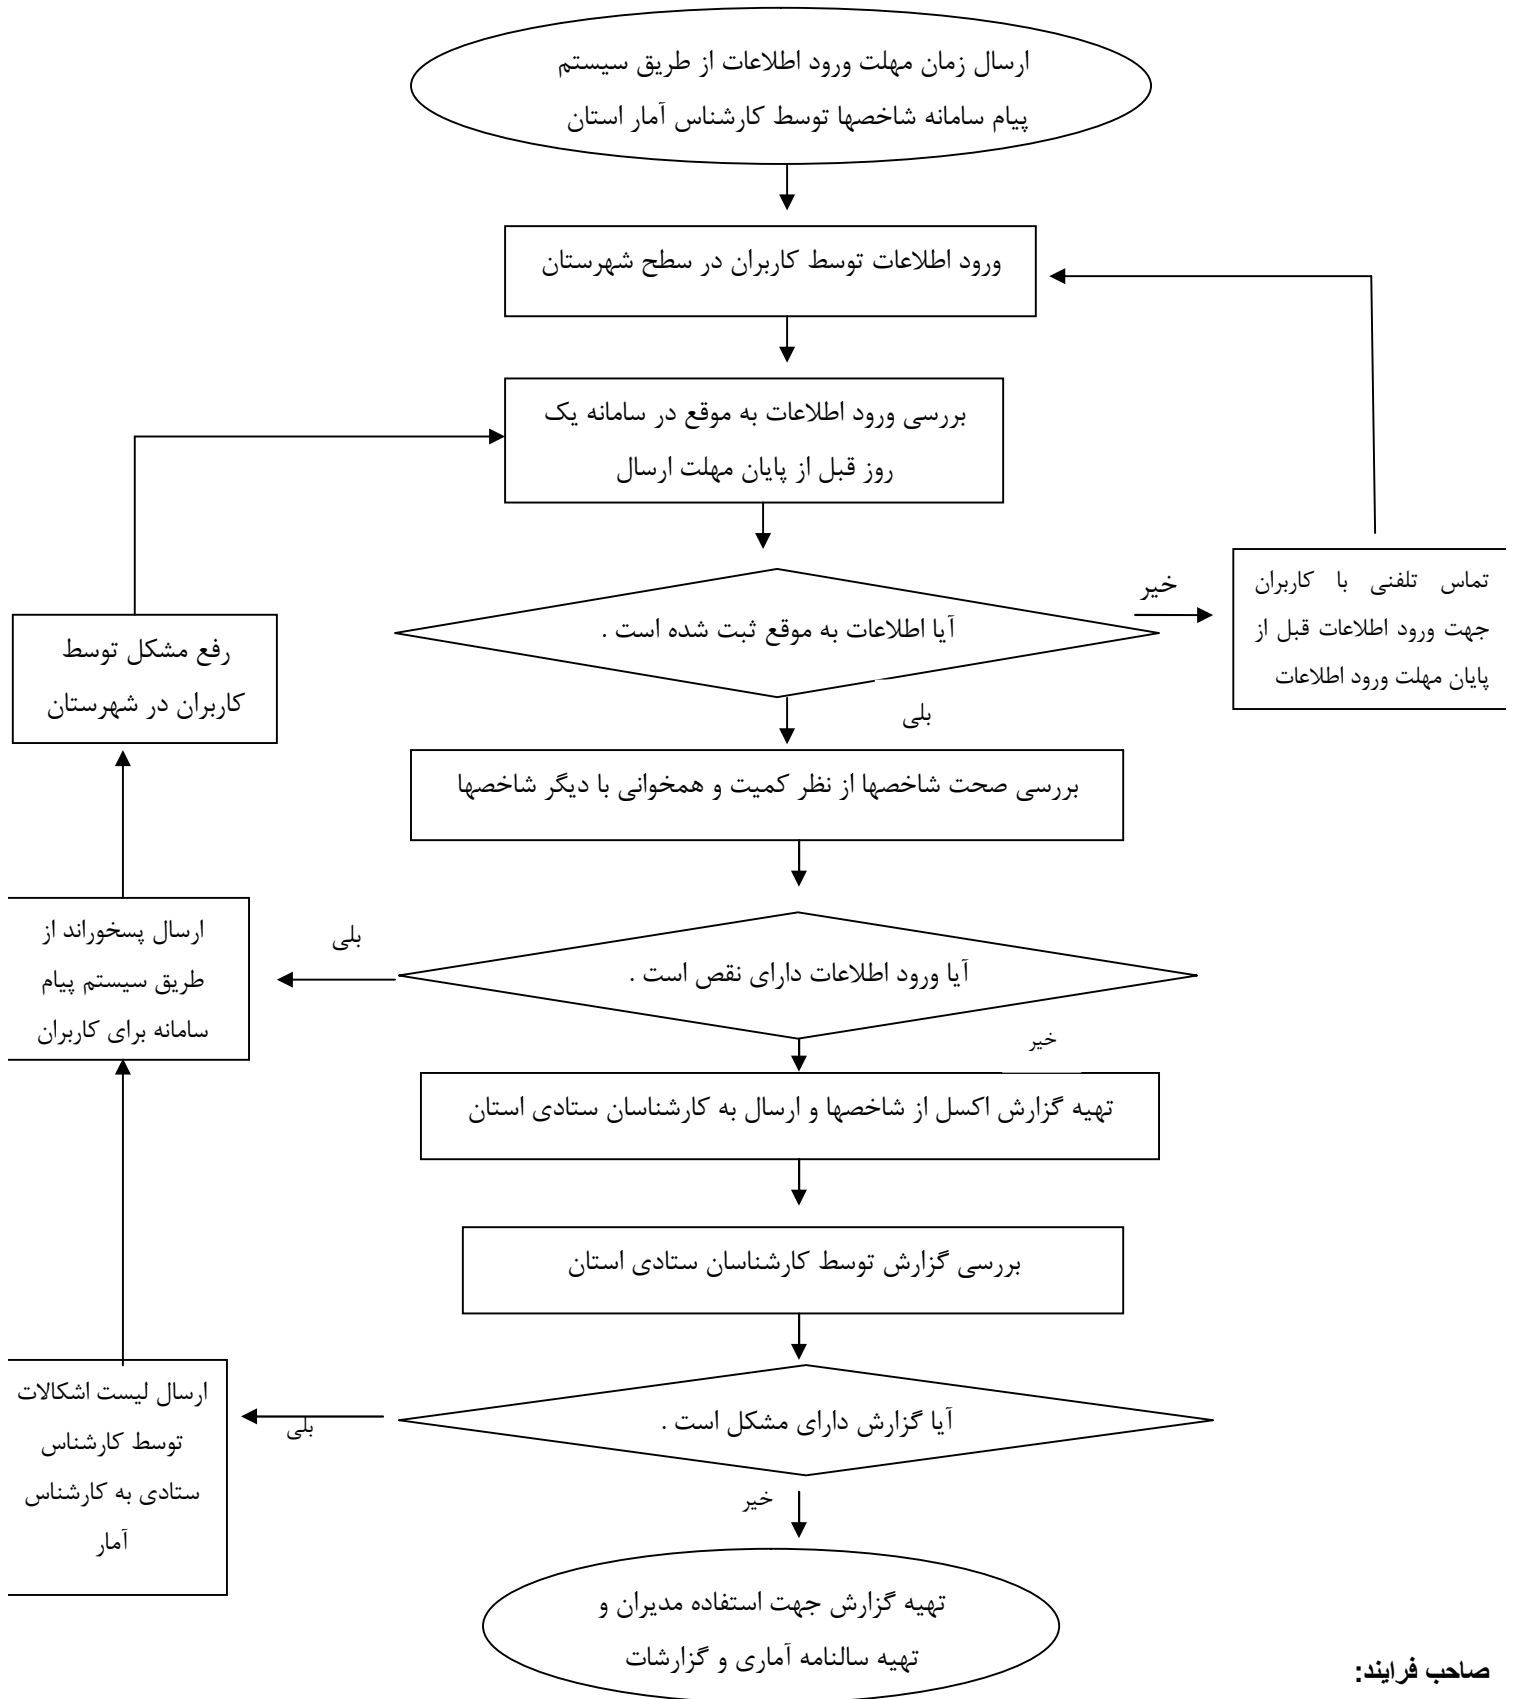 ارسال زمان مهلت ورود اطلاعات از طریق سیستم
پیام سامانه شاخصها توسط کارشناس آمار استان
ورود اطلاعات توسط کاربران در سطح شهرستان
بررسی ورود اطلاعات به موقع در سامانه یک
روز قبل از پایان مهلت ارسال
آیا اطلاعات به موقع ثبت شده است .
خیر
تماس تلفنی با کاربران
جهت ورود اطلاعات قبل از
پایان مهلت ورود اطلاعات
رفع مشکل توسط
کاربران در شهرستان
بلی
بررسی صحت شاخصها از نظر کمیت و همخوانی با دیگر شاخصها
آیا ورود اطلاعات دارای نقص است .
بلی
ارسال پسخوراند از
طریق سیستم پیام
سامانه برای کاربران
خیر
تهیه گزارش اکسل از شاخصها و ارسال به کارشناسان ستادی استان
بررسی گزارش توسط کارشناسان ستادی استان
آیا گزارش دارای مشکل است .
بلی
ارسال لیست اشکالات
توسط کارشناس
ستادی به کارشناس
آمار
خیر
تهیه گزارش جهت استفاده مدیران و
تهیه سالنامه آماری و گزارشات
صاحب فرایند: